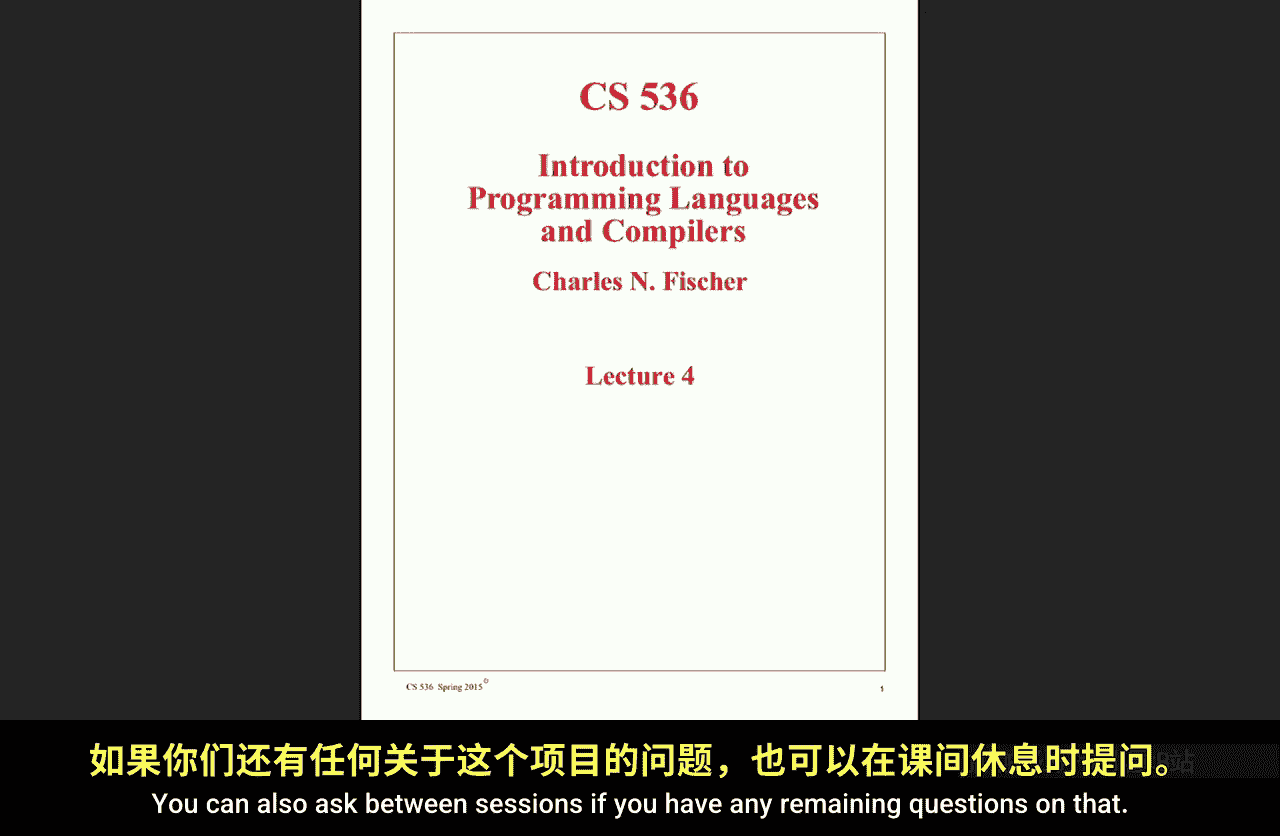 CS 536
Introduction to
Programming Languages
and Compilers
Charles N. Fischer
Lecture 4
CS 536 Spring 2015©
1
如果你们还有任何关于这个项目的问题，也可以在课间休息时提问。
You can also ask between sessions if you have any remaining questions on that.